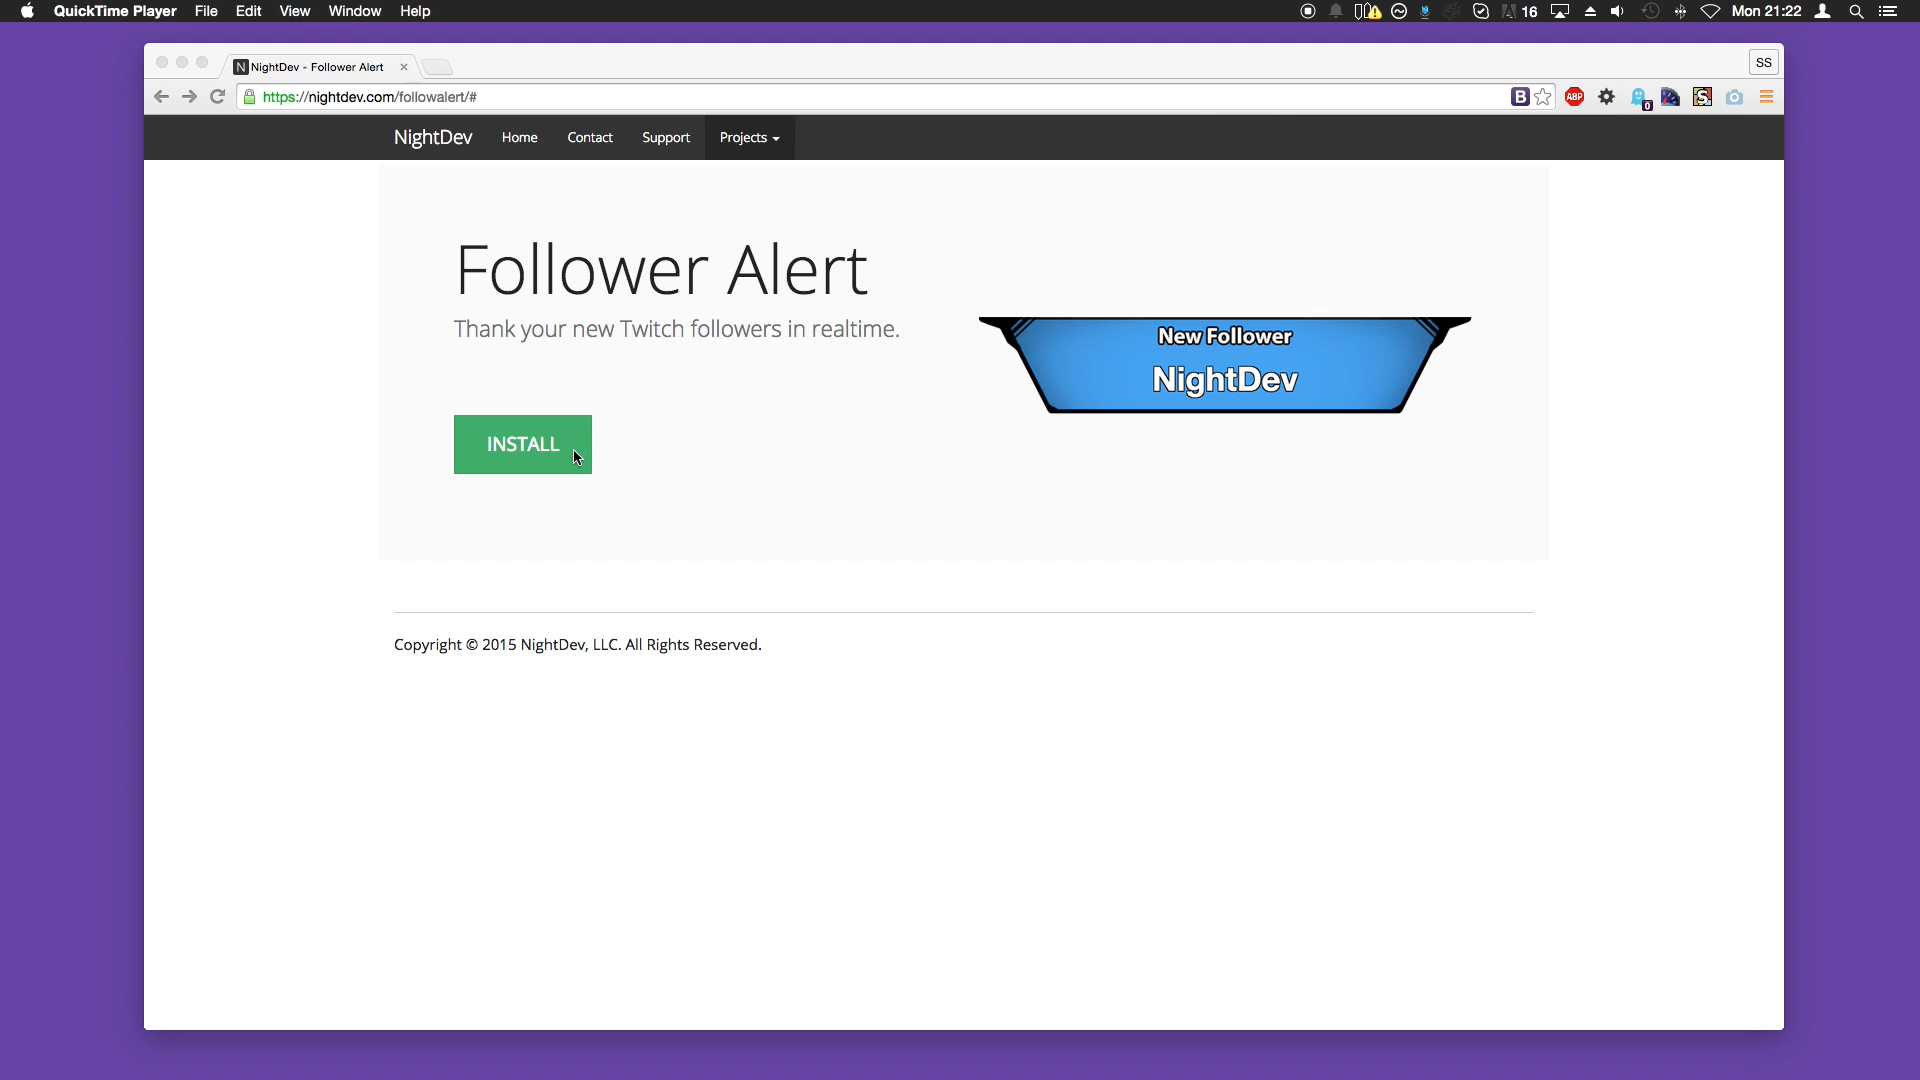 QuickTime Player File Edit View Window Help
16 Mon 21:22
NightDev - Follower Alert
SS
https://nightdev.com/followalert/#
B ABP 0 S
NightDev Home Contact Support Projects
Follower Alert
Thank your new Twitch followers in realtime.
New Follower
NightDev
INSTALL
Copyright © 2015 NightDev, LLC. All Rights Reserved.